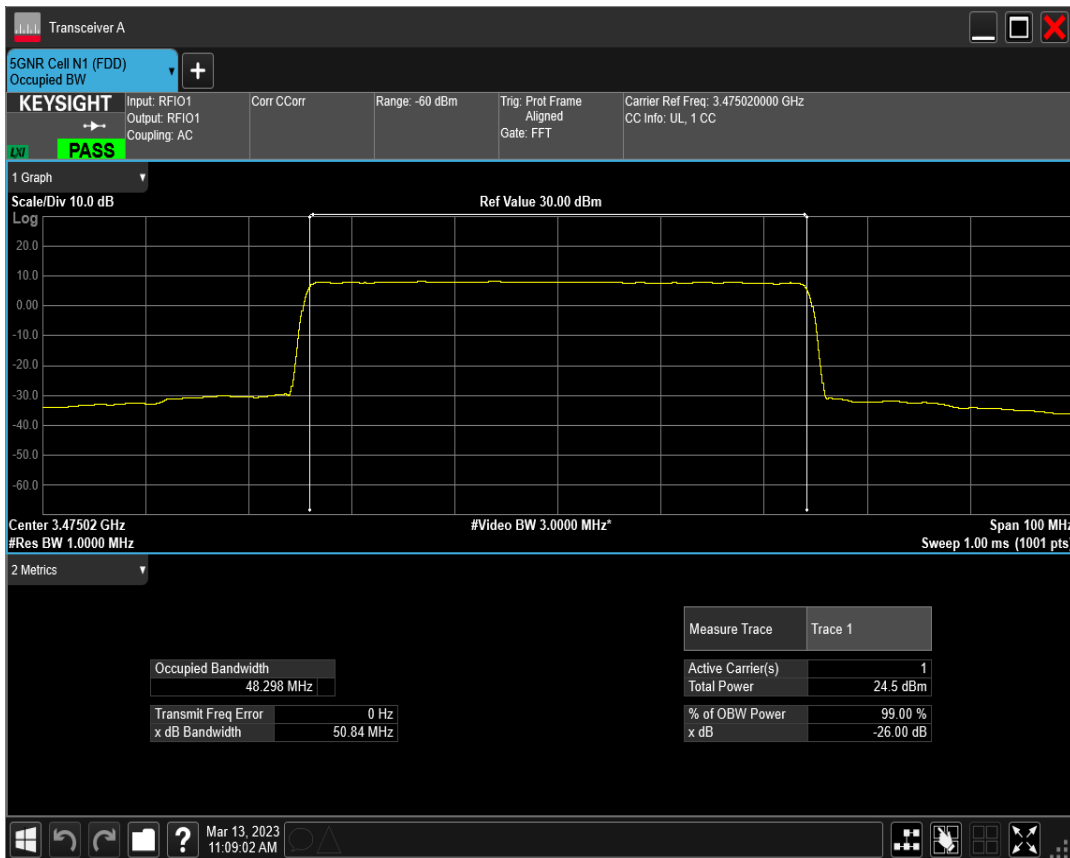 Transceiver A
5GNR Cell N1 (FDD)
Occupied BW
+
KEYSIGHT
LXI
PASS
Input: RFIO1
Output: RFIO1
Coupling: AC
Corr CCorr
Range: -60 dBm
Trig: Prot Frame
Aligned
Gate: FFT
Carrier Ref Freq: 3.475020000 GHz
CC Info: UL, 1 CC
1 Graph
Scale/Div 10.0 dB
Ref Value 30.00 dBm
Log
20.0
10.0
0.00
-10.0
-20.0
-30.0
-40.0
-50.0
-60.0
Center 3.47502 GHz
#Video BW 3.0000 MHz*
Span 100 MHz
#Res BW 1.0000 MHz
Sweep 1.00 ms (1001 pts)
2 Metrics
Measure Trace Trace 1
Occupied Bandwidth
48.298 MHz
Active Carrier(s) 1
Total Power 24.5 dBm
Transmit Freq Error 0 Hz
x dB Bandwidth 50.84 MHz
% of OBW Power 99.00 %
x dB -26.00 dB
?
Mar 13, 2023
11:09:02 AM